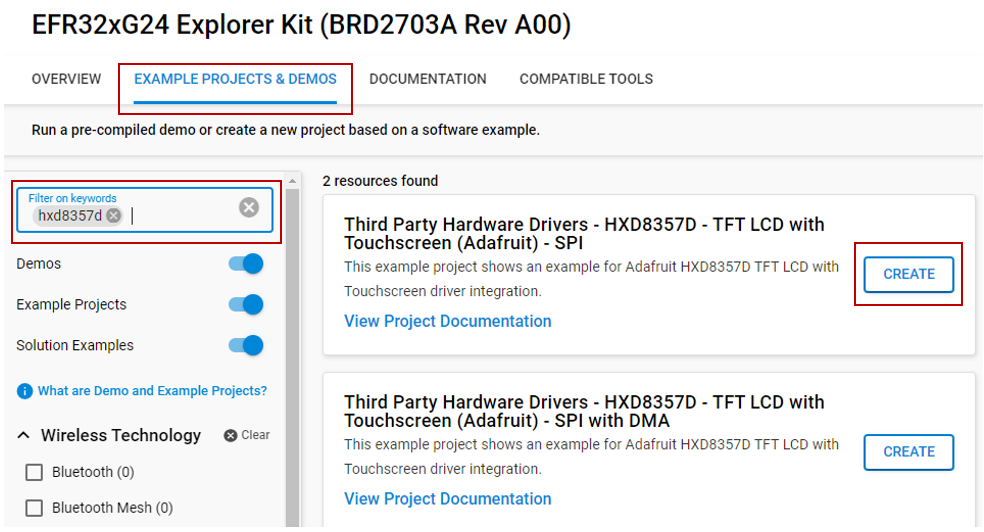 EFR32xG24 Explorer Kit (BRD2703A Rev A00)
OVERVIEW
EXAMPLE PROJECTS & DEMOS
DOCUMENTATION
COMPATIBLE TOOLS
Run a pre-compiled demo or create a new project based on a software example.
Filter on keywords
hxd8357d
Demos
Example Projects
Solution Examples
What are Demo and Example Projects?
Wireless Technology
Clear
Bluetooth (0)
Bluetooth Mesh (0)
2 resources found
Third Party Hardware Drivers - HXD8357D - TFT LCD with
Touchscreen (Adafruit) - SPI
This example project shows an example for Adafruit HXD8357D TFT LCD with
Touchscreen driver integration.
View Project Documentation
CREATE
Third Party Hardware Drivers - HXD8357D - TFT LCD with
Touchscreen (Adafruit) - SPI with DMA
This example project shows an example for Adafruit HXD8357D TFT LCD with
Touchscreen driver integration.
View Project Documentation
CREATE